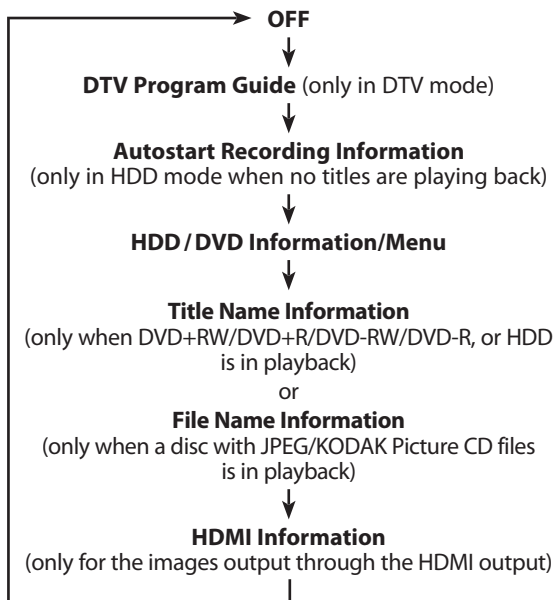 OFF
DTV Program Guide (only in DTV mode)
Autostart Recording Information
(only in HDD mode when no titles are playing back)
HDD / DVD Information/Menu
Title Name Information
(only when DVD+RW/DVD+R/DVD-RW/DVD-R, or HDD
is in playback)
or
File Name Information
(only when a disc with JPEG/KODAK Picture CD files
is in playback)
HDMI Information
(only for the images output through the HDMI output)